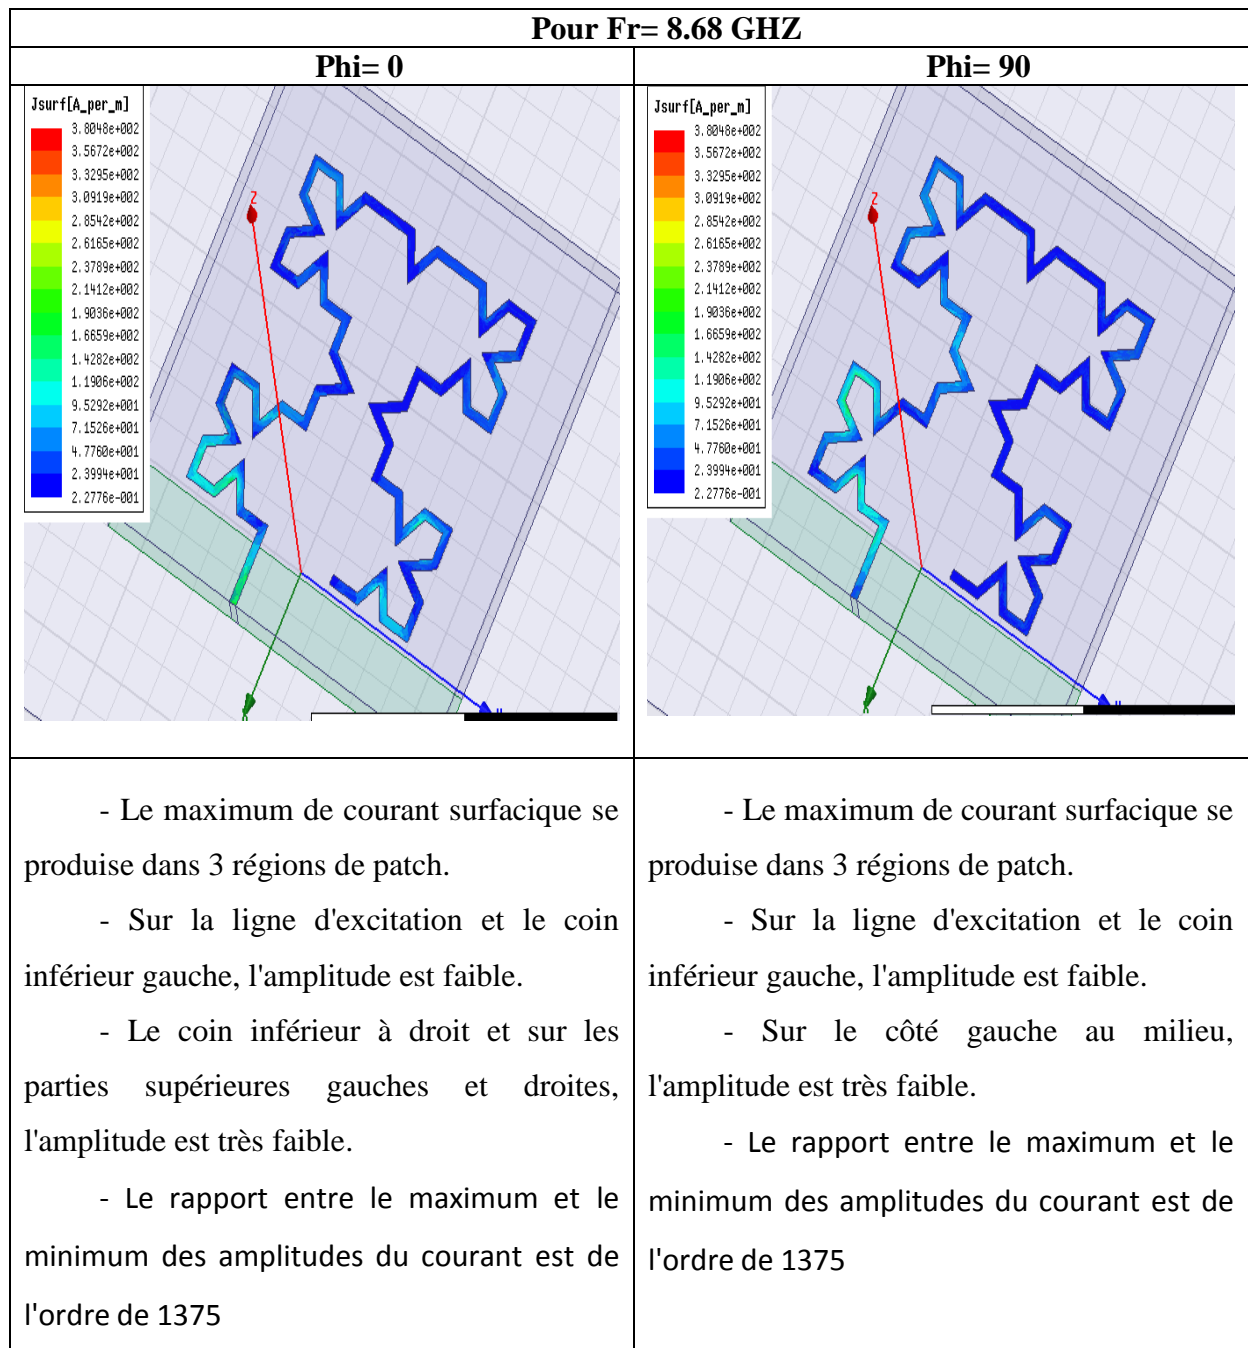 Pour Fr= 8.68 GHZ
Phi= 0
Phi= 90
Jsurf[A_per_m]
3.8048e+002
3.5672e+002
3.3295e+002
3.0919e+002
2.8542e+002
2.6165e+002
2.3789e+002
2.1412e+002
1.9036e+002
1.6659e+002
1.4282e+002
1.1906e+002
9.5292e+001
7.1526e+001
4.7760e+001
2.3994e+001
2.2776e-001
Z
Jsurf[A_per_m]
3.8048e+002
3.5672e+002
3.3295e+002
3.0919e+002
2.8542e+002
2.6165e+002
2.3789e+002
2.1412e+002
1.9036e+002
1.6659e+002
1.4282e+002
1.1906e+002
9.5292e+001
7.1526e+001
4.7760e+001
2.3994e+001
2.2776e-001
Z
- Le maximum de courant surfacique se
produise dans 3 régions de patch.
- Sur la ligne d'excitation et le coin
inférieur gauche, l'amplitude est faible.
- Le coin inférieur à droit et sur les
parties supérieures gauches et droites,
l'amplitude est très faible.
- Le rapport entre le maximum et le
minimum des amplitudes du courant est de
l'ordre de 1375
- Le maximum de courant surfacique se
produise dans 3 régions de patch.
- Sur la ligne d'excitation et le coin
inférieur gauche, l'amplitude est faible.
- Sur le côté gauche au milieu,
l'amplitude est très faible.
- Le rapport entre le maximum et le
minimum des amplitudes du courant est de
l'ordre de 1375